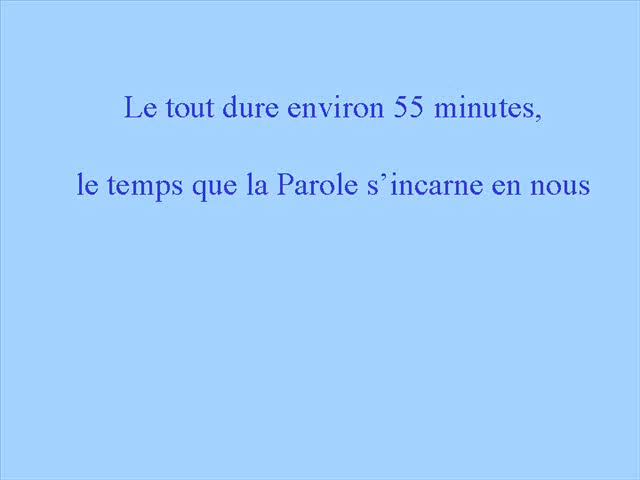 Le tout dure environ 55 minutes,
le temps que la Parole s’incarne en nous